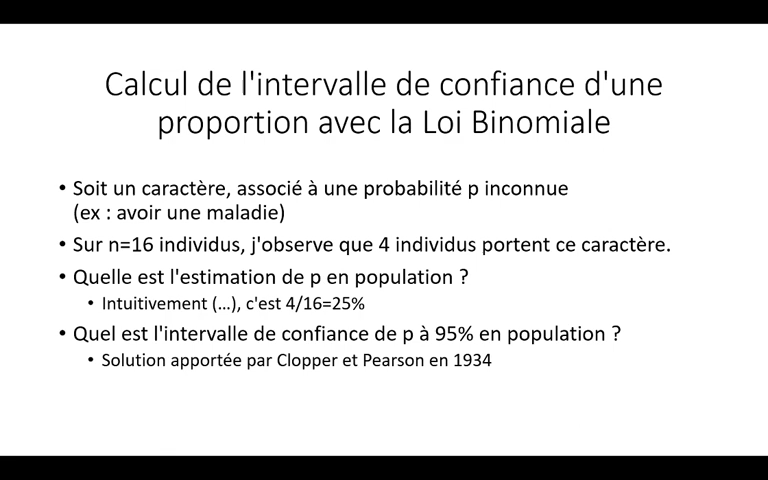 Calcul de l'intervalle de confiance d'une
proportion avec la Loi Binomiale
• Soit un caractère, associé à une probabilité p inconnue
(ex : avoir une maladie)
• Sur n=16 individus, j'observe que 4 individus portent ce caractère.
• Quelle est l'estimation de p en population ?
• Intuitivement (...), c'est 4/16=25%
• Quel est l'intervalle de confiance de p à 95% en population ?
• Solution apportée par Clopper et Pearson en 1934